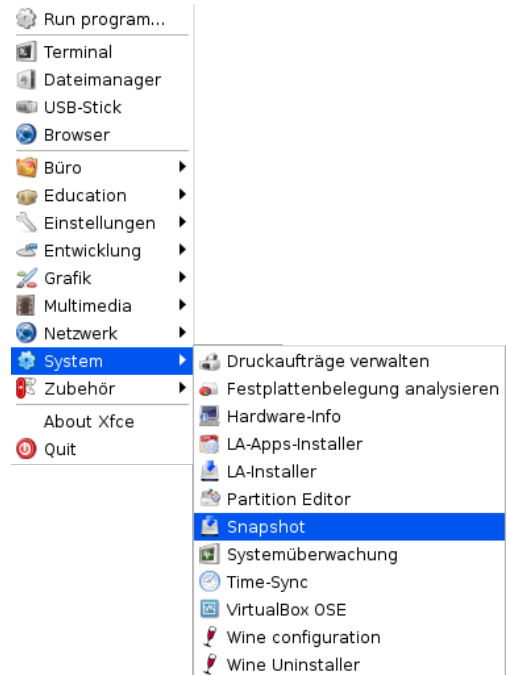 Run program...
Terminal
Dateimanager
USB-Stick
Browser
Büro
Education
Einstellungen
Entwicklung
Grafik
Multimedia
Netzwerk
System
Zubehör
About Xfce
Quit
Druckaufträge verwalten
Festplattenbelegung analysieren
Hardware-Info
LA-Apps-Installer
LA-Installer
Partition Editor
Snapshot
Systemüberwachung
Time-Sync
VirtualBox OSE
Wine configuration
Wine Uninstaller